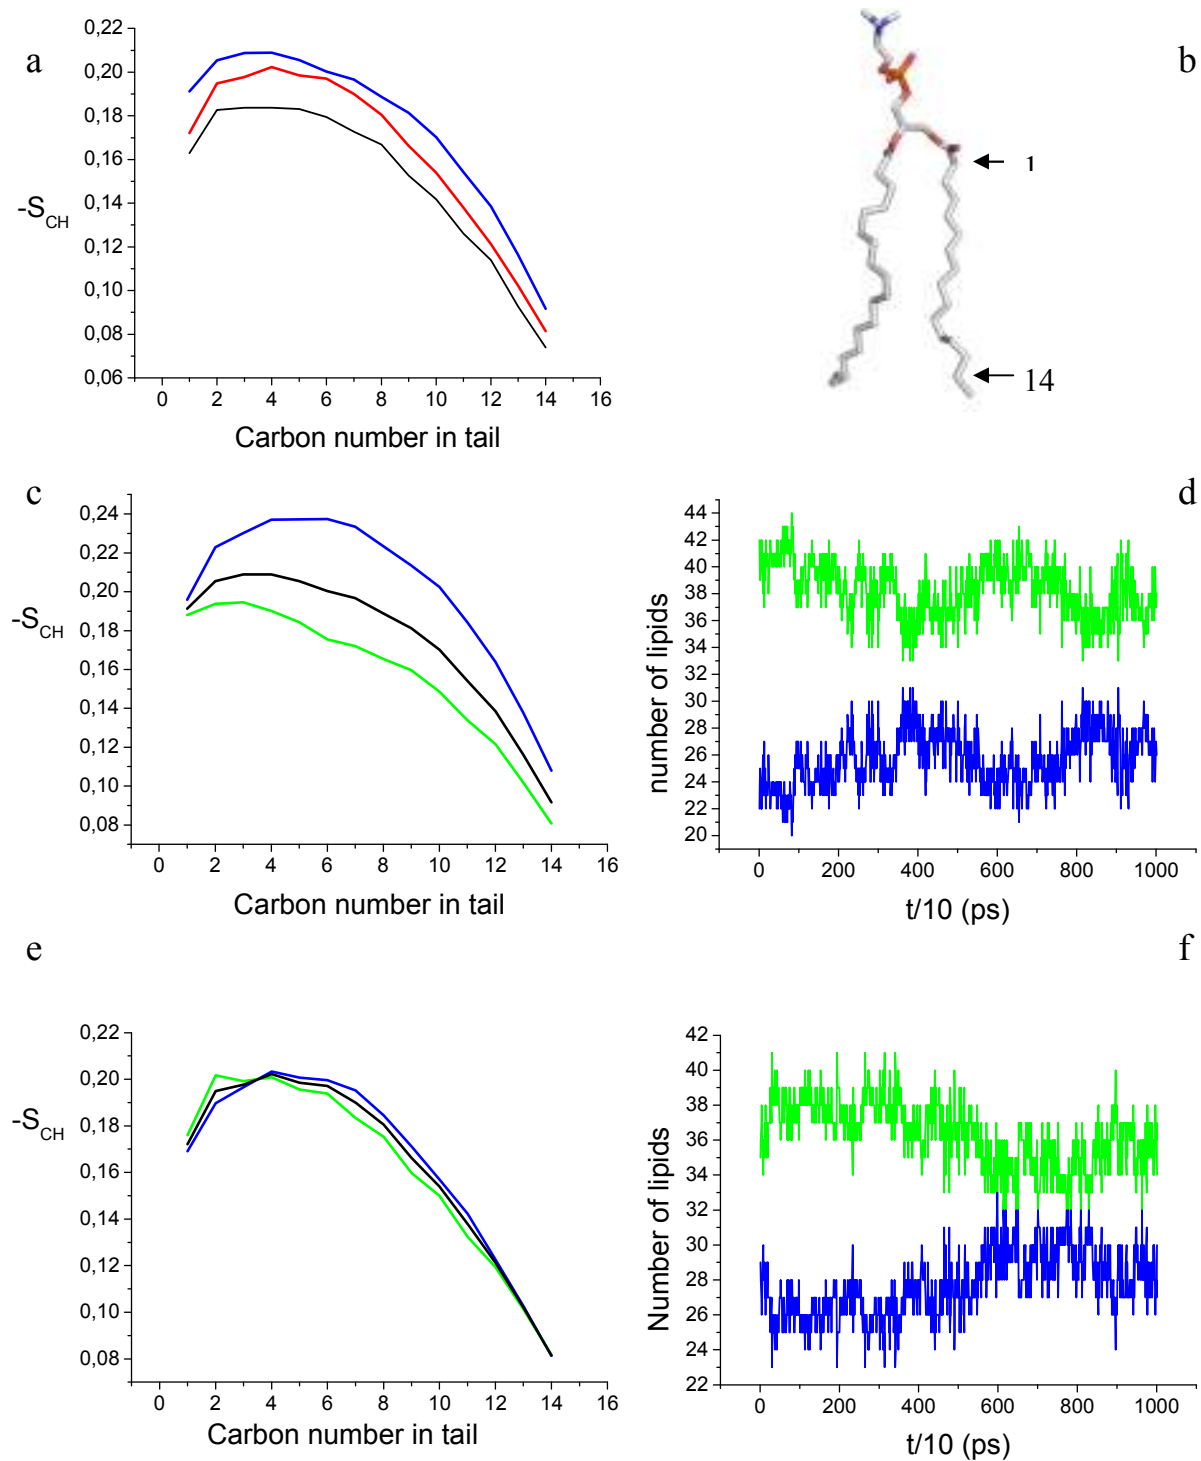 a
0,22
0,20
0,18
0,16
0,14
0,12
0,10
0,08
0,06
-S_CH
0 2 4 6 8 10 12 14 16
Carbon number in tail
b
1
14
c
0,24
0,22
0,20
0,18
0,16
0,14
0,12
0,10
0,08
-S_CH
0 2 4 6 8 10 12 14 16
Carbon number in tail
d
44
42
40
38
36
34
32
30
28
26
24
22
20
number of lipids
0 200 400 600 800 1000
t/10 (ps)
e
0,22
0,20
0,18
0,16
0,14
0,12
0,10
0,08
-S_CH
0 2 4 6 8 10 12 14 16
Carbon number in tail
f
42
40
38
36
34
32
30
28
26
24
22
Number of lipids
0 200 400 600 800 1000
t/10 (ps)